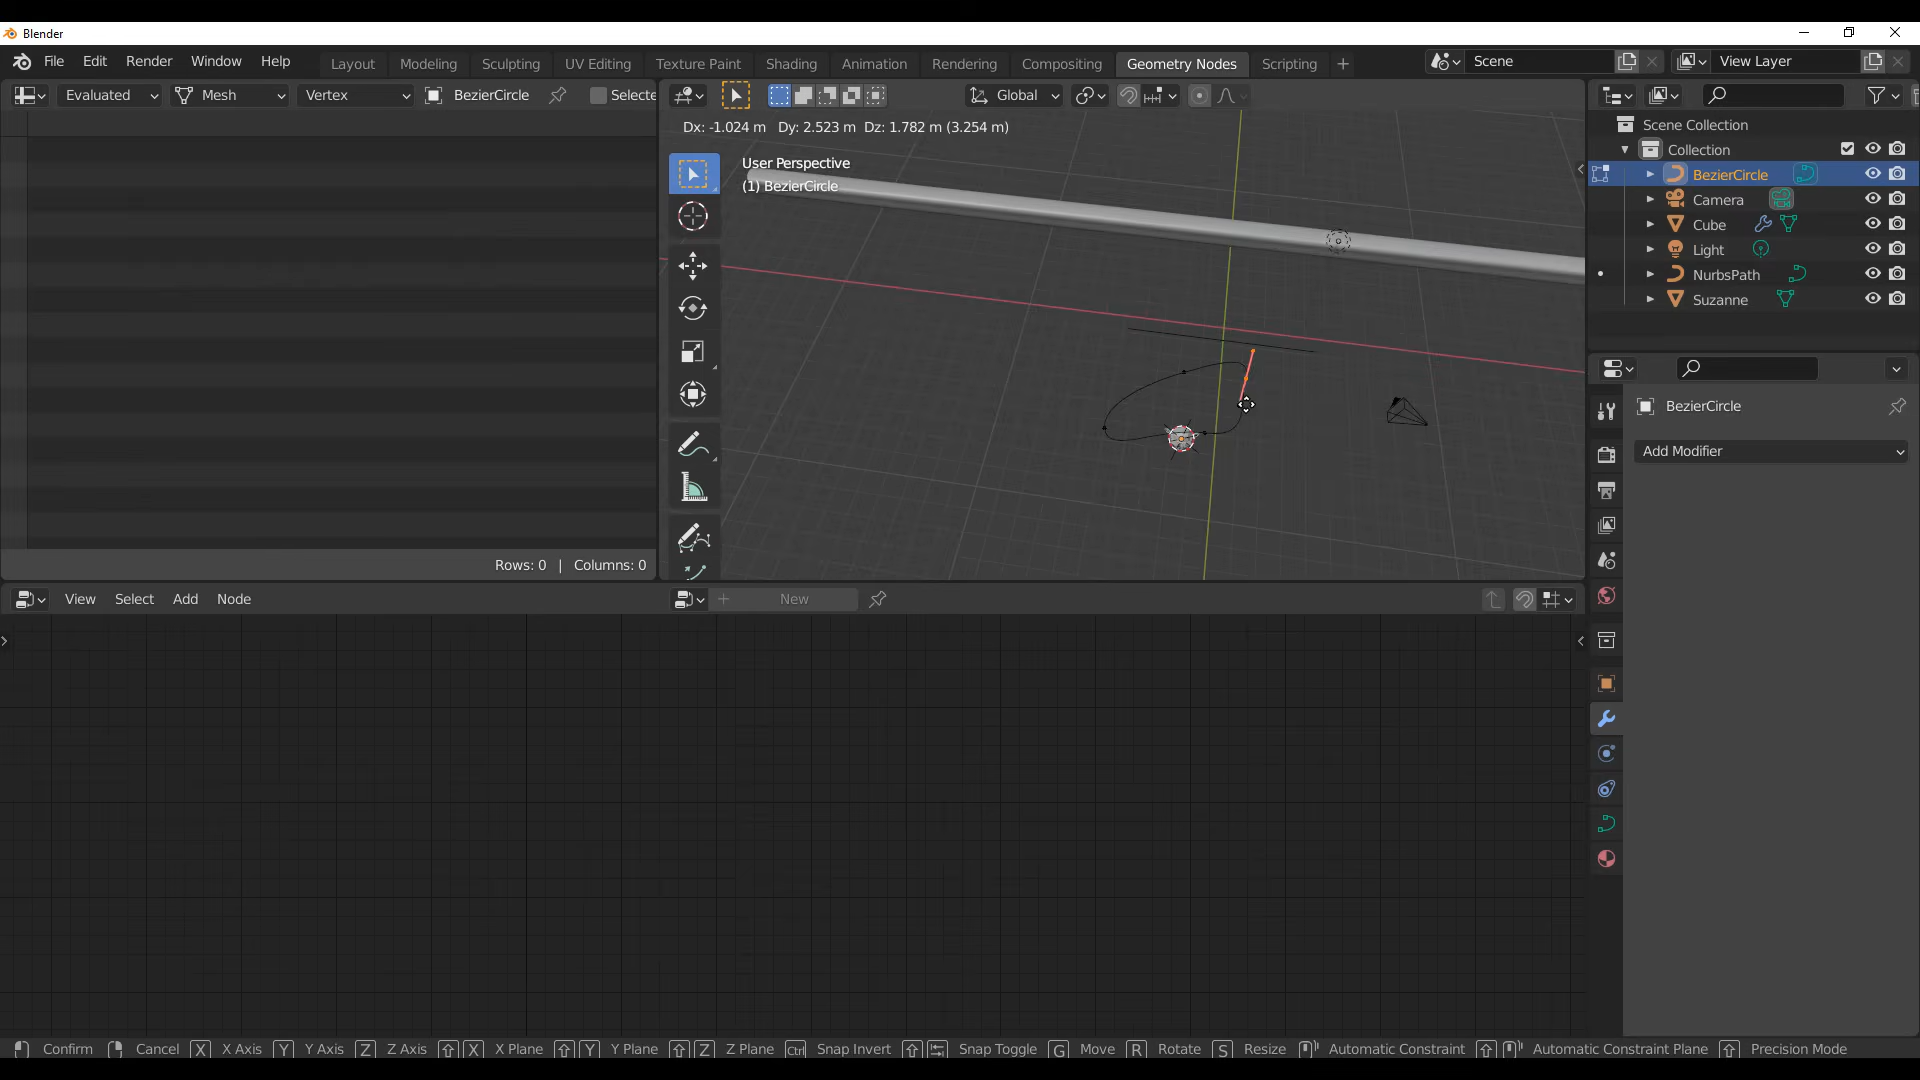 Blender
File Edit Render Window Help Layout Modeling Sculpting UV Editing Texture Paint Shading Animation Rendering Compositing Geometry Nodes Scripting + Scene View Layer
Evaluated Mesh Vertex BezierCircle Selecte
Global
Dx: -1.024 m Dy: 2.523 m Dz: 1.782 m (3.254 m)
User Perspective
(1) BezierCircle
Scene Collection
Collection
BezierCircle
Camera
Cube
Light
NurbsPath
Suzanne
BezierCircle
Add Modifier
Rows: 0 | Columns: 0
View Select Add Node
+ New
Confirm Cancel X X Axis Y Y Axis Z Z Axis X X Plane Y Y Plane Z Z Plane Ctrl Snap Invert Snap Toggle G Move R Rotate S Resize Automatic Constraint Automatic Constraint Plane Precision Mode